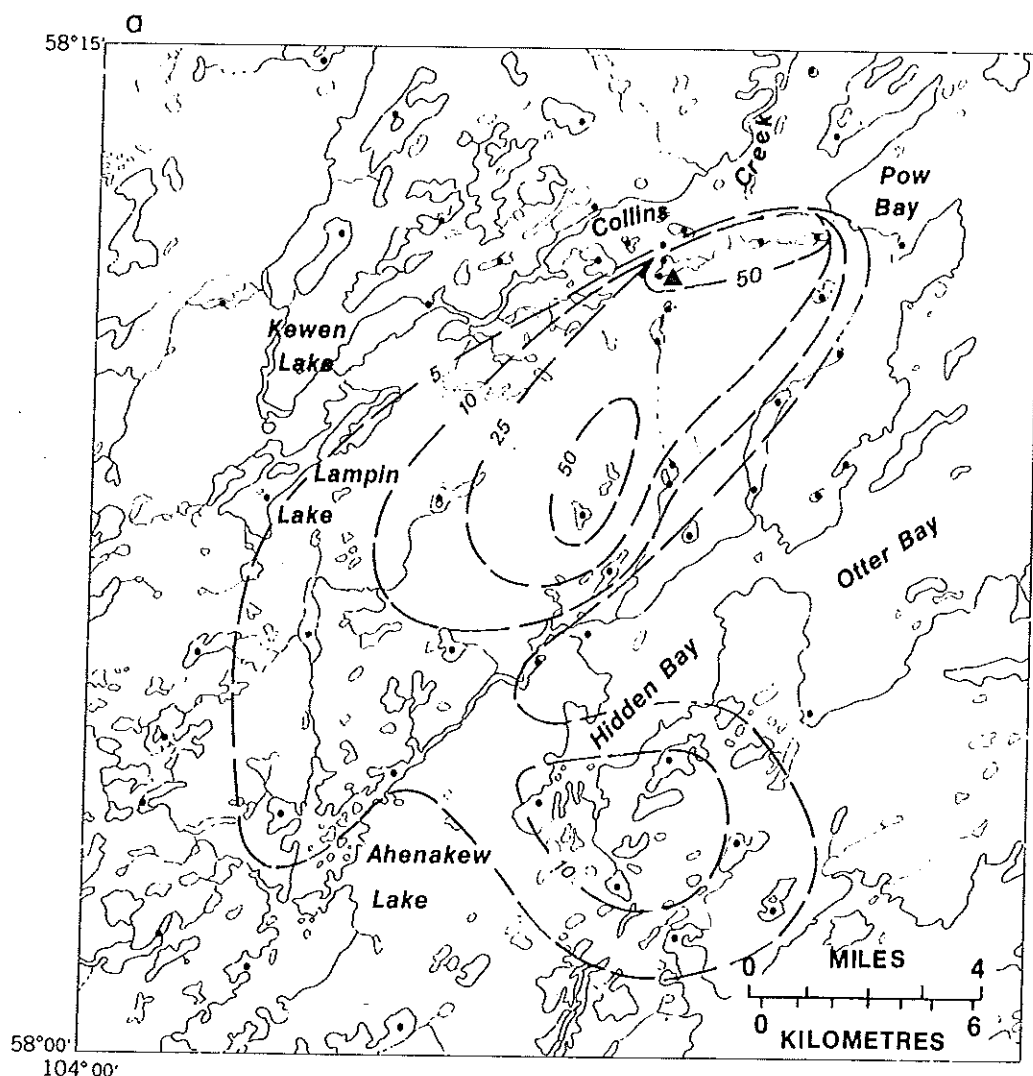 a
58°15'
Creek
Pow
Bay
Collins
50
Kewen
Lake
5
10
25
50
Lampin
Lake
Otter Bay
Hidden Bay
10
Ahenakew
Lake
0 MILES 4
0 6
KILOMETRES
58°00'
104°00'